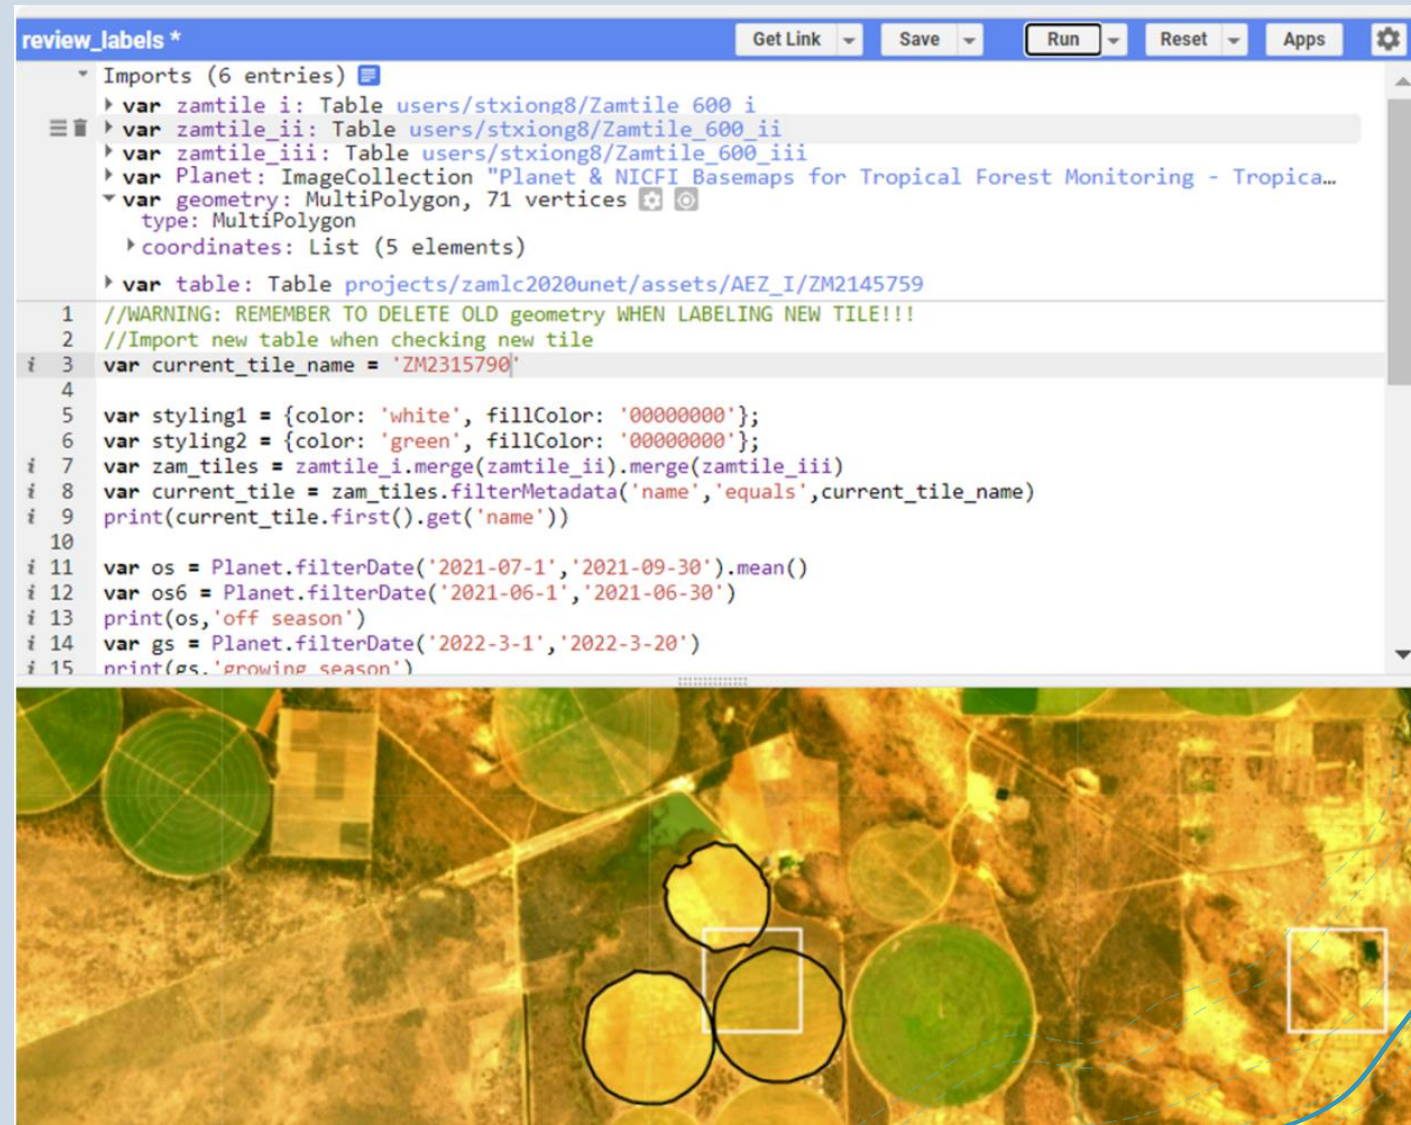 review_labels *
Get Link
Save
Run
Reset
Apps
Imports (6 entries)
var zamtile_i: Table users/stxiong8/Zamtile_600_i
var zamtile_ii: Table users/stxiong8/Zamtile_600_ii
var zamtile_iii: Table users/stxiong8/Zamtile_600_iii
var Planet: ImageCollection "Planet & NICFI Basemaps for Tropical Forest Monitoring - Tropica…
var geometry: MultiPolygon, 71 vertices
type: MultiPolygon
coordinates: List (5 elements)
var table: Table projects/zamlc2020unet/assets/AEZ_I/ZM2145759
1 //WARNING: REMEMBER TO DELETE OLD geometry WHEN LABELING NEW TILE!!!
2 //Import new table when checking new tile
i 3 var current_tile_name = 'ZM2315790'
4
5 var styling1 = {color: 'white', fillColor: '00000000'};
6 var styling2 = {color: 'green', fillColor: '00000000'};
i 7 var zam_tiles = zamtile_i.merge(zamtile_ii).merge(zamtile_iii)
i 8 var current_tile = zam_tiles.filterMetadata('name','equals',current_tile_name)
i 9 print(current_tile.first().get('name'))
10
i 11 var os = Planet.filterDate('2021-07-1','2021-09-30').mean()
i 12 var os6 = Planet.filterDate('2021-06-1','2021-06-30')
i 13 print(os,'off season')
i 14 var gs = Planet.filterDate('2022-3-1','2022-3-20')
i 15 print(gs,'growing season')